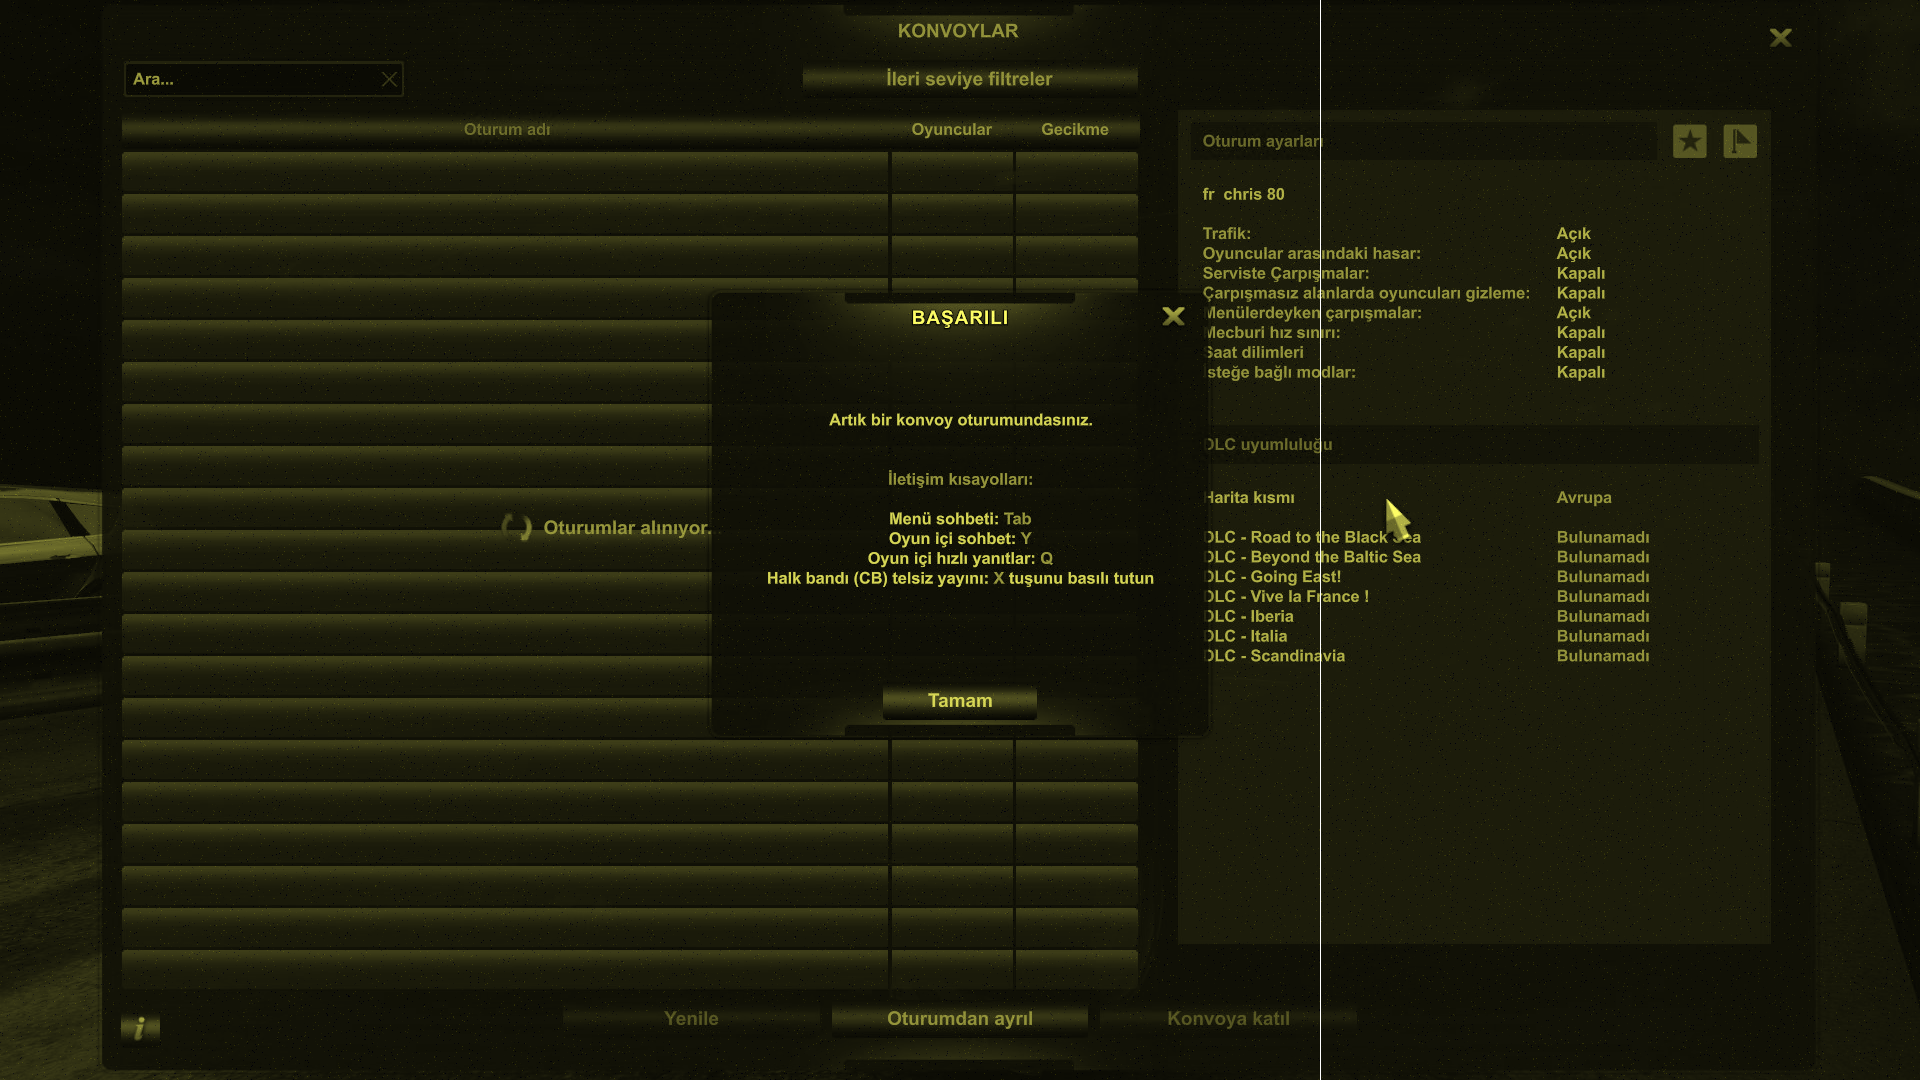 KONVOYLAR
Ara...
İleri seviye filtreler
Oturum adı
Oyuncular
Gecikme
Oturumlar alınıyor...
BAŞARILI
Artık bir konvoy oturumundasınız.
İletişim kısayolları:
Menü sohbeti: Tab
Oyun içi sohbet: Y
Oyun içi hızlı yanıtlar: Q
Halk bandı (CB) telsiz yayını: X tuşunu basılı tutun
Tamam
Oturum ayarları
fr  chris 80
Trafik: Açık
Oyuncular arasındaki hasar: Açık
Serviste Çarpışmalar: Kapalı
Çarpışmasız alanlarda oyuncuları gizleme: Kapalı
Menülerdeyken çarpışmalar: Açık
Mecburi hız sınırı: Kapalı
Saat dilimleri Kapalı
İsteğe bağlı modlar: Kapalı
DLC uyumluluğu
Harita kısmı Avrupa
DLC - Road to the Black Sea Bulunamadı
DLC - Beyond the Baltic Sea Bulunamadı
DLC - Going East! Bulunamadı
DLC - Vive la France ! Bulunamadı
DLC - Iberia Bulunamadı
DLC - Italia Bulunamadı
DLC - Scandinavia Bulunamadı
i
Yenile
Oturumdan ayrıl
Konvoya katıl